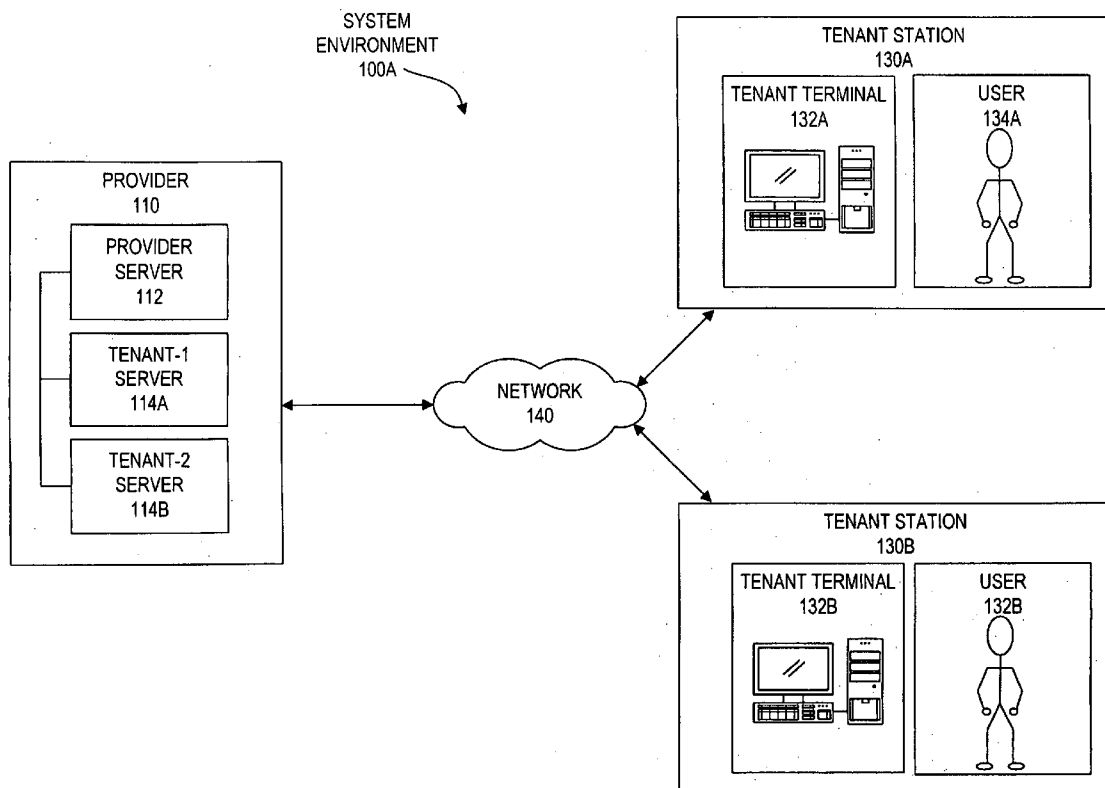 SYSTEM
ENVIRONMENT
100A
PROVIDER
110
PROVIDER
SERVER
112
TENANT-1
SERVER
114A
TENANT-2
SERVER
114B
NETWORK
140
TENANT STATION
130A
TENANT TERMINAL
132A
USER
134A
TENANT STATION
130B
TENANT TERMINAL
132B
USER
132B